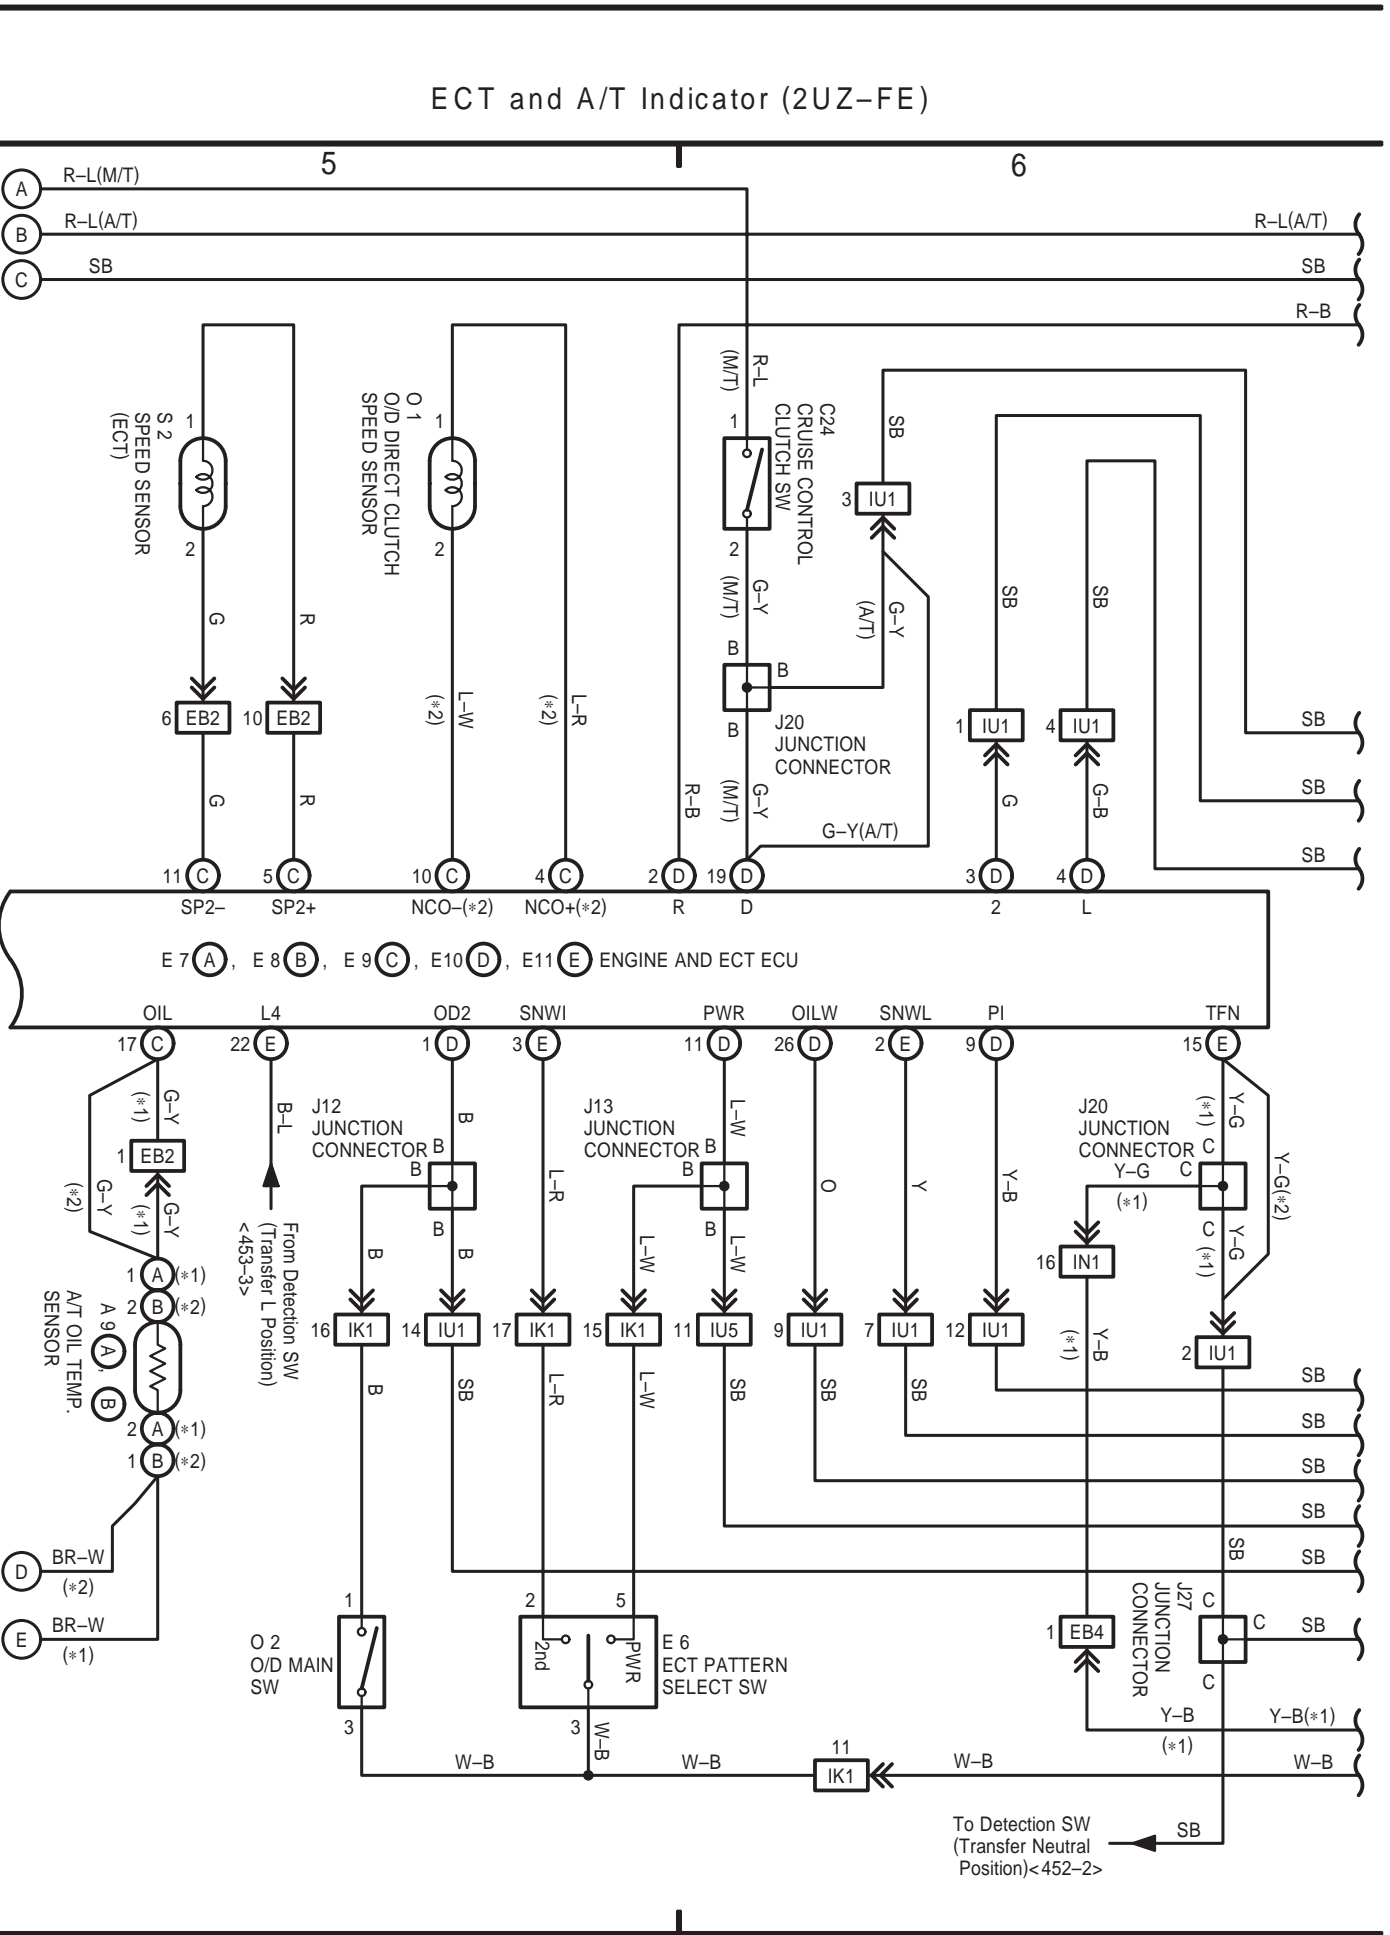 ECT and A/T Indicator (2UZ–FE)
5
6
A
R–L(M/T)
B
R–L(A/T)
R–L(A/T)
C
SB
SB
R–B
S 2
SPEED SENSOR
(ECT)
1
2
G
R
6 EB2
10 EB2
G
R
O 1
O/D DIRECT CLUTCH
SPEED SENSOR
1
2
L–W
(*2)
L–R
(*2)
R–L
(M/T)
C24
CRUISE CONTROL
CLUTCH SW
1
2
G–Y
(M/T)
B
B
B
J20
JUNCTION
CONNECTOR
R–B
G–Y
(M/T)
G–Y(A/T)
SB
3 IU1
G–Y
(A/T)
SB
SB
1 IU1
4 IU1
G
G–B
SB
SB
SB
11 C
5 C
10 C
4 C
2 D
19 D
3 D
4 D
SP2–
SP2+
NCO–(*2)
NCO+(*2)
R
D
2
L
E 7 A , E 8 B , E 9 C , E10 D , E11 E ENGINE AND ECT ECU
OIL
L4
OD2
SNWI
PWR
OILW
SNWL
PI
TFN
17 C
22 E
1 D
3 E
11 D
26 D
2 E
9 D
15 E
G–Y
(*1)
1 EB2
G–Y
(*2)
G–Y
(*1)
1 A (*1)
2 B (*2)
A 9 A , B
A/T OIL TEMP.
SENSOR
2 A (*1)
1 B (*2)
D
BR–W
(*2)
E
BR–W
(*1)
B–L
From Detection SW
(Transfer L Position)
<453–3>
J12
JUNCTION
CONNECTOR
B
B
B
B
B
B
16 IK1
14 IU1
B
SB
L–R
17 IK1
L–R
J13
JUNCTION
CONNECTOR
L–W
B
B
B
L–W
L–W
15 IK1
11 IU5
L–W
SB
O
9 IU1
SB
Y
7 IU1
SB
Y–B
12 IU1
J20
JUNCTION
CONNECTOR
Y–G
(*1)
C
C
C
Y–G
(*1)
Y–G
(*1)
Y–G(*2)
16 IN1
Y–B
(*1)
2 IU1
SB
SB
SB
SB
SB
SB
1
O 2
O/D MAIN
SW
3
2
5
2nd
PWR
E 6
ECT PATTERN
SELECT SW
3
W–B
1 EB4
J27
JUNCTION
CONNECTOR
C
C
C
SB
Y–B
(*1)
Y–B(*1)
W–B
W–B
11
IK1
W–B
W–B
To Detection SW
(Transfer Neutral
Position)<452–2>
SB